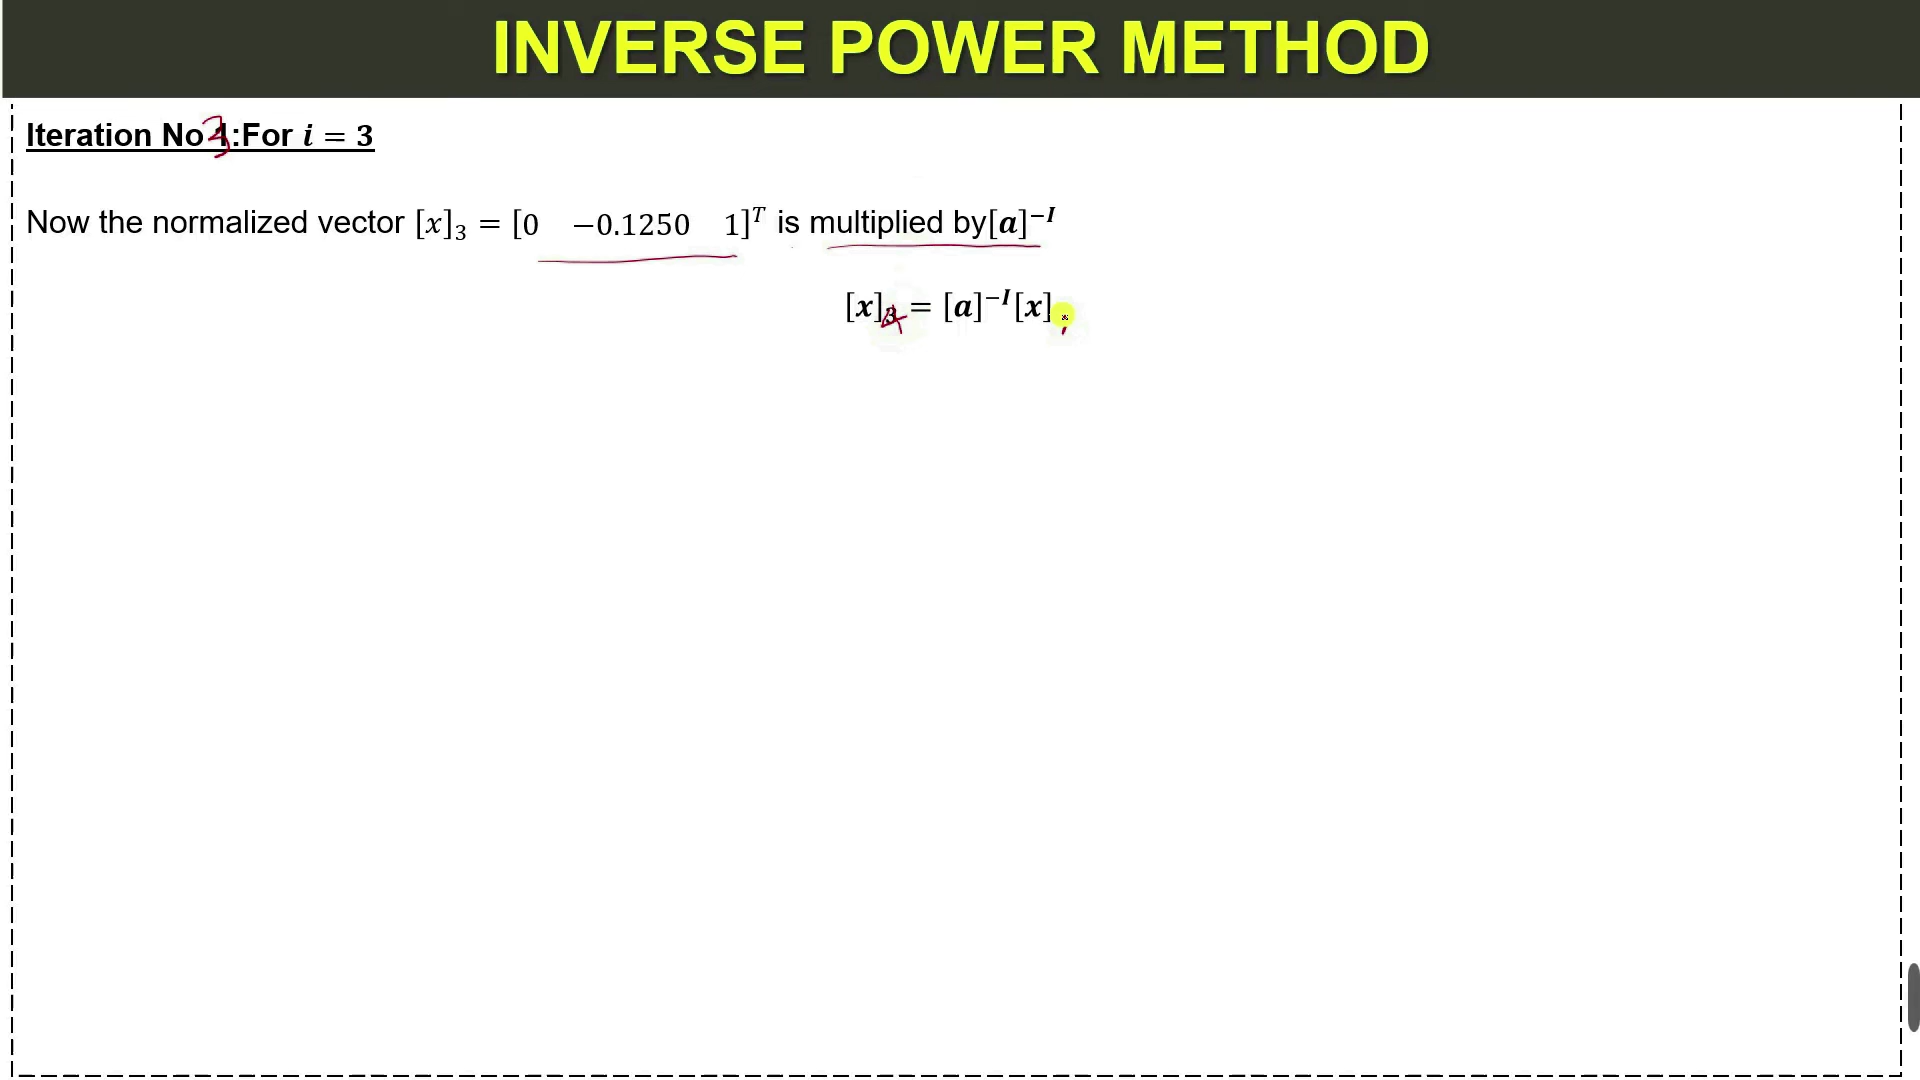 INVERSE POWER METHOD
Iteration No 3:For i = 3
Now the normalized vector [x]₃ = [0 −0.1250 1]ᵀ is multiplied by[a]⁻ᴵ
[x]₄ = [a]⁻ᴵ[x]